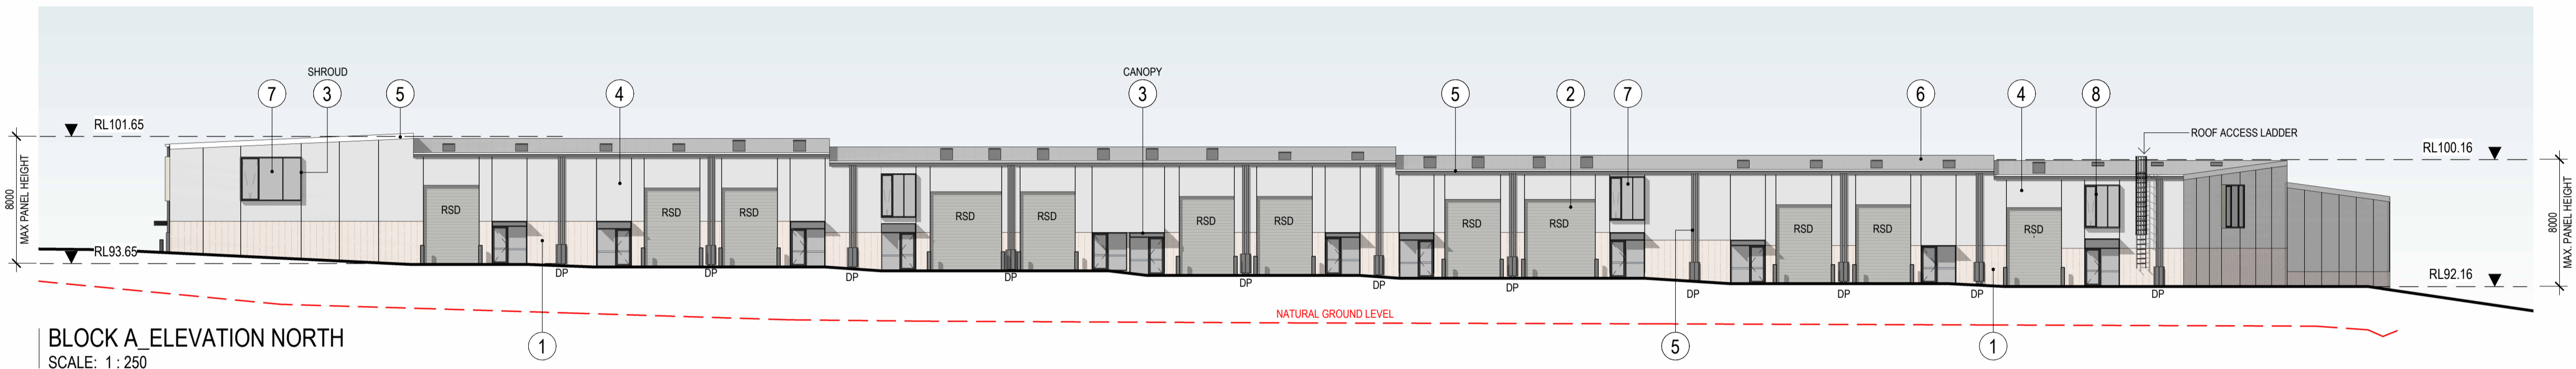 SHROUD
CANOPY
7
3
5
4
3
5
2
7
6
4
8
RL101.65
ROOF ACCESS LADDER
RL100.16
8000
MAX PANEL HEIGHT
RSD
RSD
RSD
RSD
RSD
RSD
RSD
RSD
RSD
RSD
RSD
RSD
8000
MAX. PANEL HEIGHT
RL93.65
RL92.16
DP
DP
DP
DP
DP
DP
DP
DP
DP
DP
DP
NATURAL GROUND LEVEL
1
5
1
BLOCK A_ELEVATION NORTH
SCALE: 1 : 250